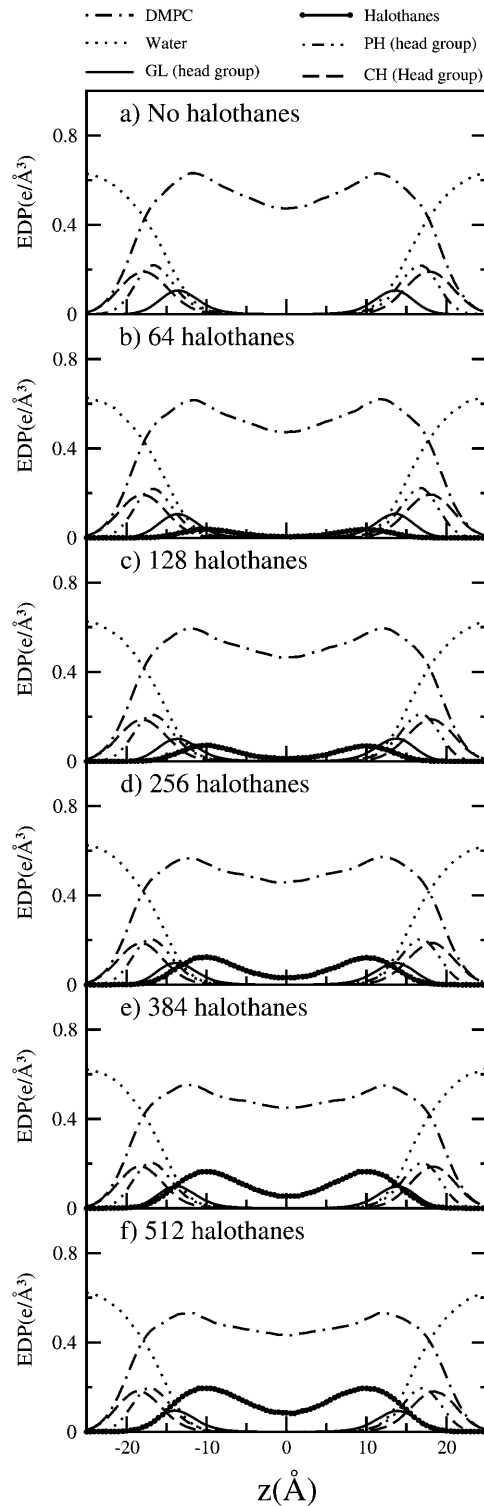 DMPC Halothanes
Water PH (head group)
GL (head group) CH (Head group)
a) No halothanes
0.8
EDP(e/Å³)
0.4
0
b) 64 halothanes
0.8
EDP(e/Å³)
0.4
0
c) 128 halothanes
0.8
EDP(e/Å³)
0.4
0
d) 256 halothanes
0.8
EDP(e/Å³)
0.4
0
e) 384 halothanes
0.8
EDP(e/Å³)
0.4
0
f) 512 halothanes
0.8
EDP(e/Å³)
0.4
0
-20 -10 0 10 20
z(Å)